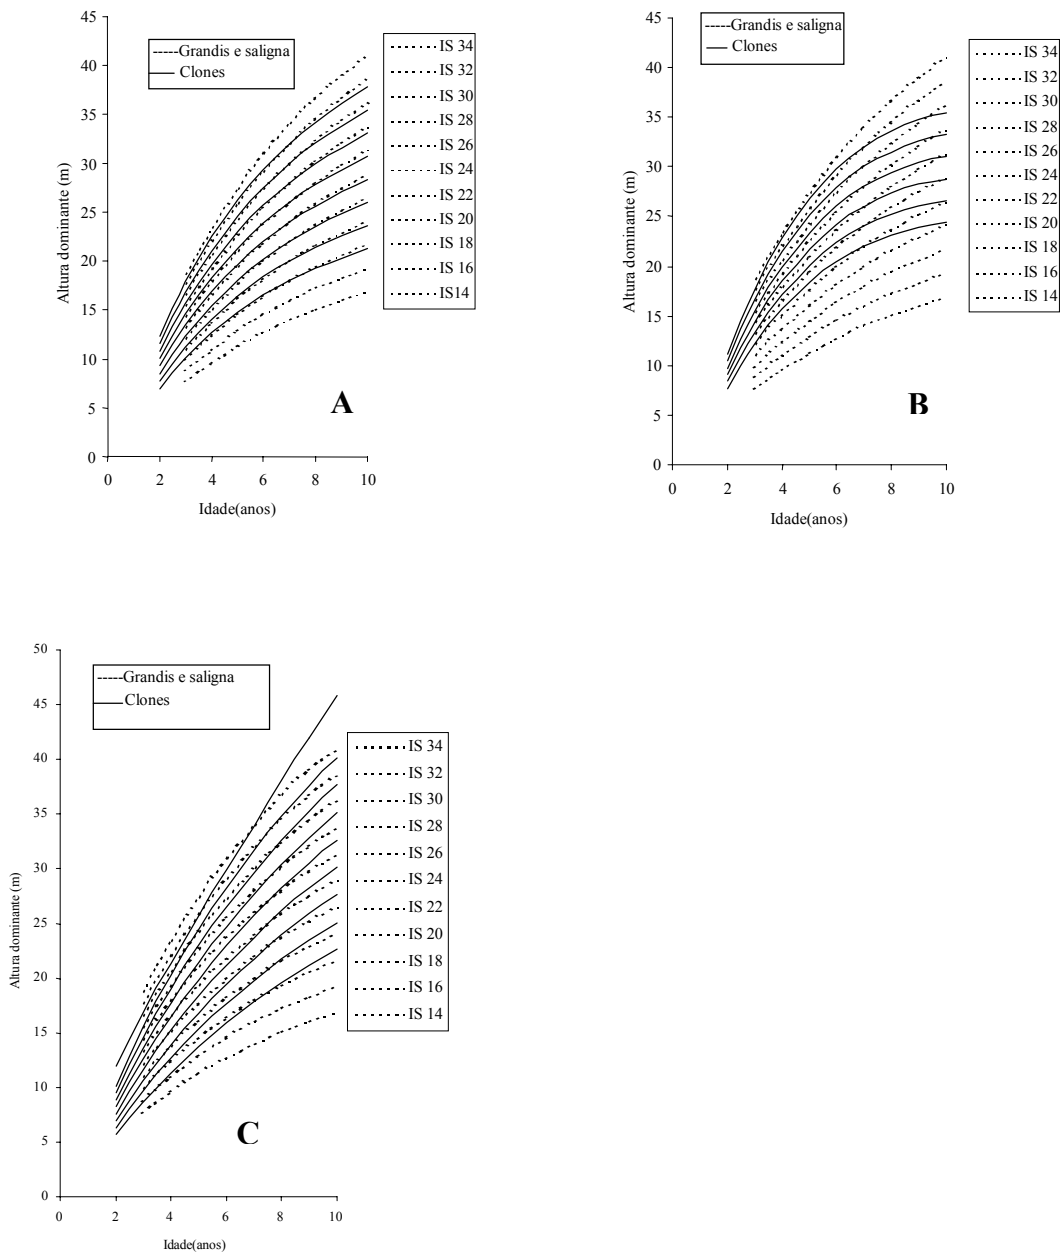 45
40
35
30
25
20
15
10
5
0
0 2 4 6 8 10
Altura dominante (m)
Idade(anos)
-----Grandis e saligna
Clones
IS 34
IS 32
IS 30
IS 28
IS 26
IS 24
IS 22
IS 20
IS 18
IS 16
IS14
A
45
40
35
30
25
20
15
10
5
0
0 2 4 6 8 10
Altura dominante (m)
Idade(anos)
-----Grandis e saligna
Clones
IS 34
IS 32
IS 30
IS 28
IS 26
IS 24
IS 22
IS 20
IS 18
IS 16
IS 14
B
50
45
40
35
30
25
20
15
10
5
0
0 2 4 6 8 10
Altura dominante (m)
Idade(anos)
-----Grandis e saligna
Clones
IS 34
IS 32
IS 30
IS 28
IS 26
IS 24
IS 22
IS 20
IS 18
IS 16
IS 14
C